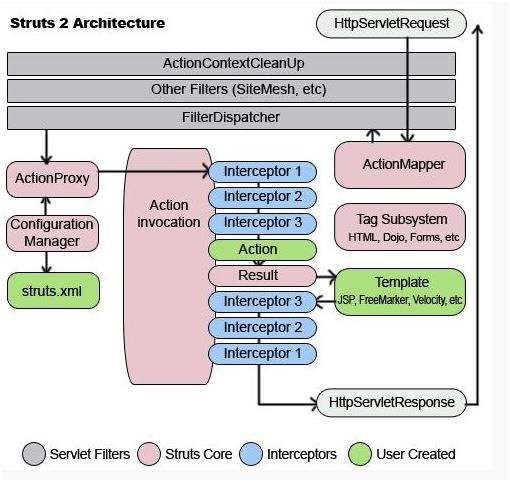 Struts 2 Architecture
HttpServletRequest
ActionContextCleanUp
Other Filters (SiteMesh, etc)
FilterDispatcher
ActionProxy
Configuration
Manager
struts.xml
Action
invocation
Interceptor 1
Interceptor 2
Interceptor 3
Action
Result
Interceptor 3
Interceptor 2
Interceptor 1
ActionMapper
Tag Subsystem
HTML, Dojo, Forms, etc
Template
JSP, FreeMarker, Velocity, etc
HttpServletResponse
Servlet Filters
Struts Core
Interceptors
User Created